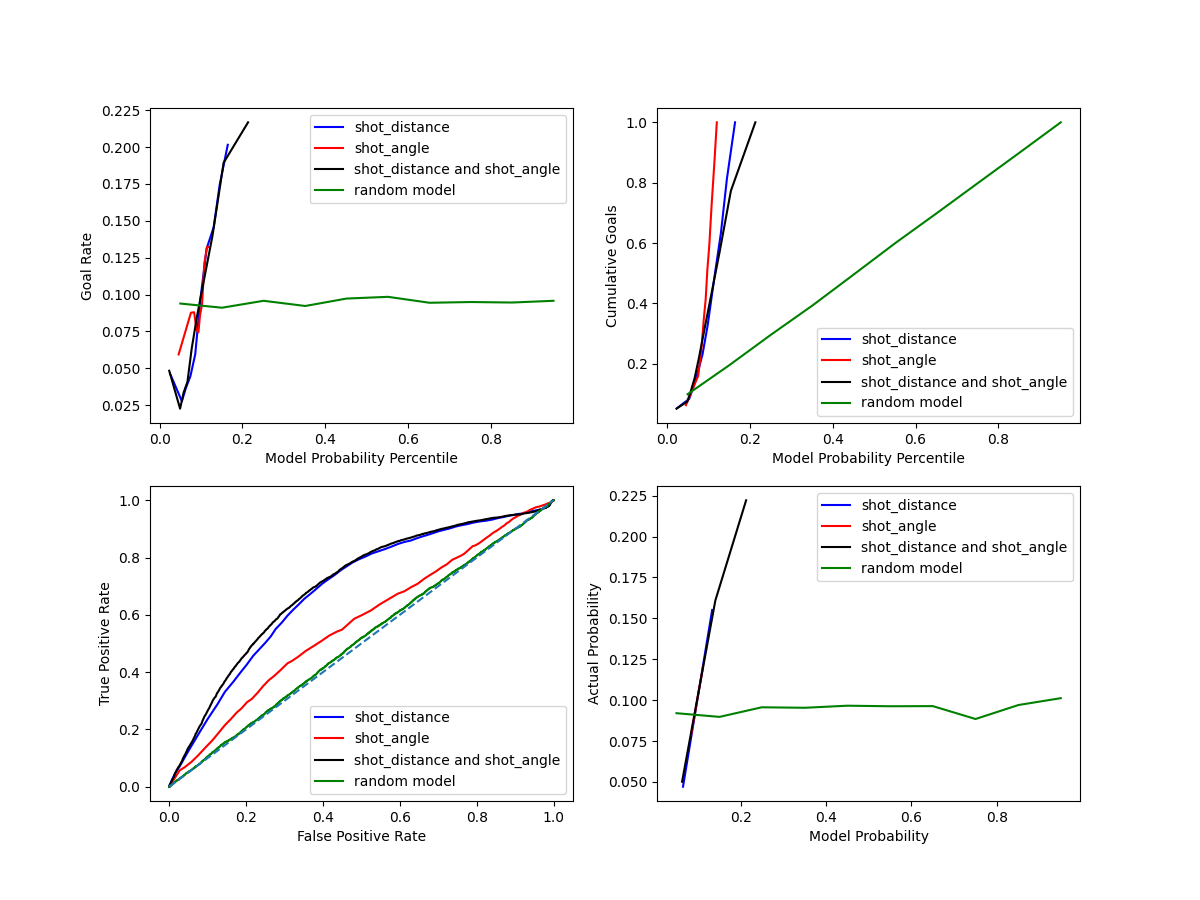 0.225
0.200
0.175
0.150
0.125
0.100
0.075
0.050
0.025
Goal Rate
0.0 0.2 0.4 0.6 0.8
Model Probability Percentile
shot_distance
shot_angle
shot_distance and shot_angle
random model
1.0
0.8
0.6
0.4
0.2
Cumulative Goals
0.0 0.2 0.4 0.6 0.8
Model Probability Percentile
shot_distance
shot_angle
shot_distance and shot_angle
random model
1.0
0.8
0.6
0.4
0.2
0.0
True Positive Rate
0.0 0.2 0.4 0.6 0.8 1.0
False Positive Rate
shot_distance
shot_angle
shot_distance and shot_angle
random model
0.225
0.200
0.175
0.150
0.125
0.100
0.075
0.050
Actual Probability
0.2 0.4 0.6 0.8
Model Probability
shot_distance
shot_angle
shot_distance and shot_angle
random model